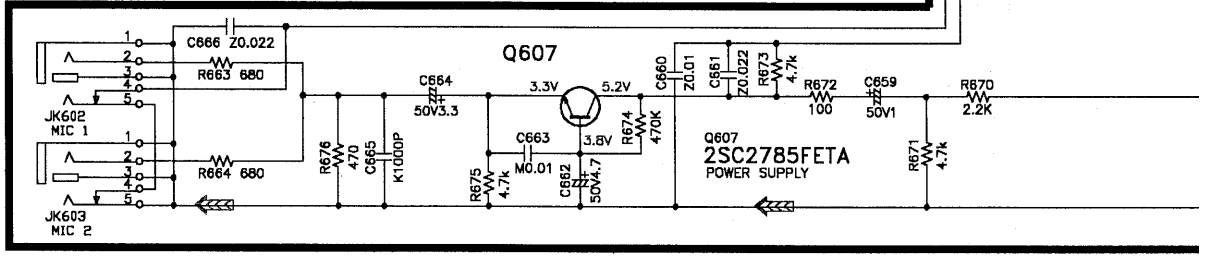 1
2
3
4
5
JK602
MIC 1
C666 Z0.022
R663 680
1
2
3
4
5
JK603
MIC 2
R664 680
R676
470
C665
K1000P
C664
50V3.3
Q607
3.3V
5.2V
3.8V
C663
M0.01
R675
4.7k
C662
50V4.7
R674
470K
C660
Z0.01
C661
Z0.022
R673
4.7k
R672
100
C659
50V1
R670
2.2K
R671
4.7k
Q607
2SC2785FETA
POWER SUPPLY